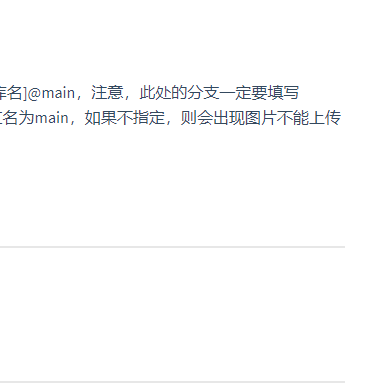 库名]@main，注意，此处的分支一定要填写
名为main，如果不指定，则会出现图片不能上传